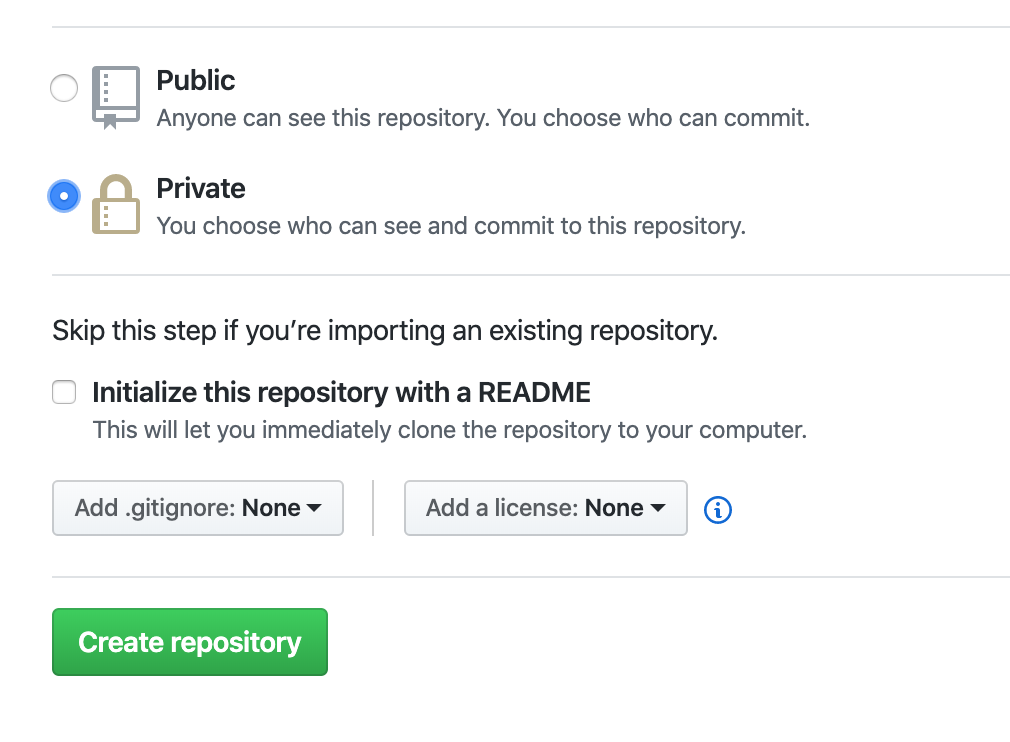 Public
Anyone can see this repository. You choose who can commit.
Private
You choose who can see and commit to this repository.
Skip this step if you’re importing an existing repository.
Initialize this repository with a README
This will let you immediately clone the repository to your computer.
Add .gitignore: None
Add a license: None
Create repository